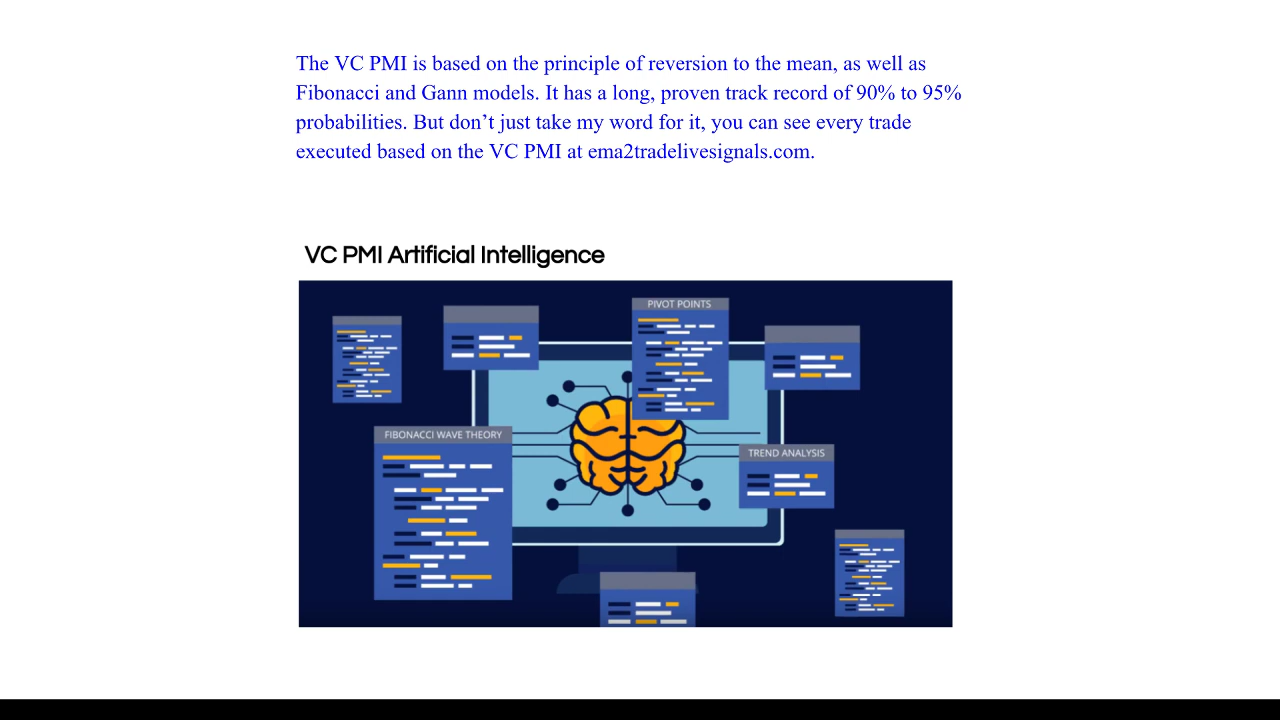 The VC PMI is based on the principle of reversion to the mean, as well as
Fibonacci and Gann models. It has a long, proven track record of 90% to 95%
probabilities. But don’t just take my word for it, you can see every trade
executed based on the VC PMI at ema2tradelivesignals.com.
VC PMI Artificial Intelligence
PIVOT POINTS
FIBONACCI WAVE THEORY
TREND ANALYSIS